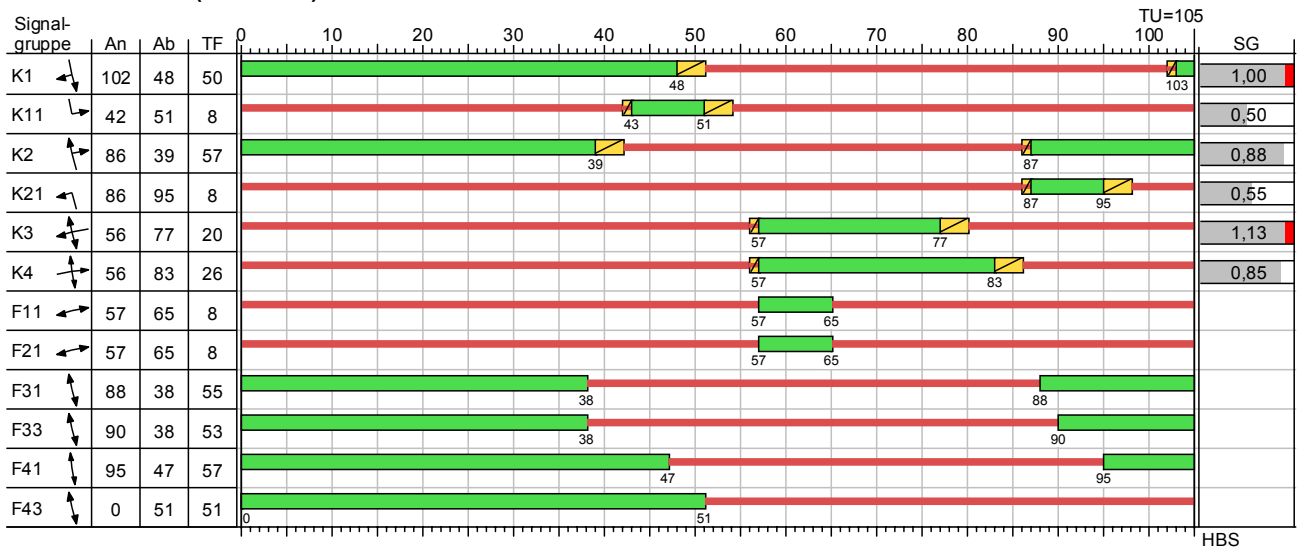 TU=105
Signal-
gruppe An Ab TF 0 10 20 30 40 50 60 70 80 90 100 SG
K1 102 48 50 48 103 1,00
K11 42 51 8 43 51 0,50
K2 86 39 57 39 87 0,88
K21 86 95 8 87 95 0,55
K3 56 77 20 57 77 1,13
K4 56 83 26 57 83 0,85
F11 57 65 8 57 65
F21 57 65 8 57 65
F31 88 38 55 38 88
F33 90 38 53 38 90
F41 95 47 57 47 95
F43 0 51 51 0 51
HBS